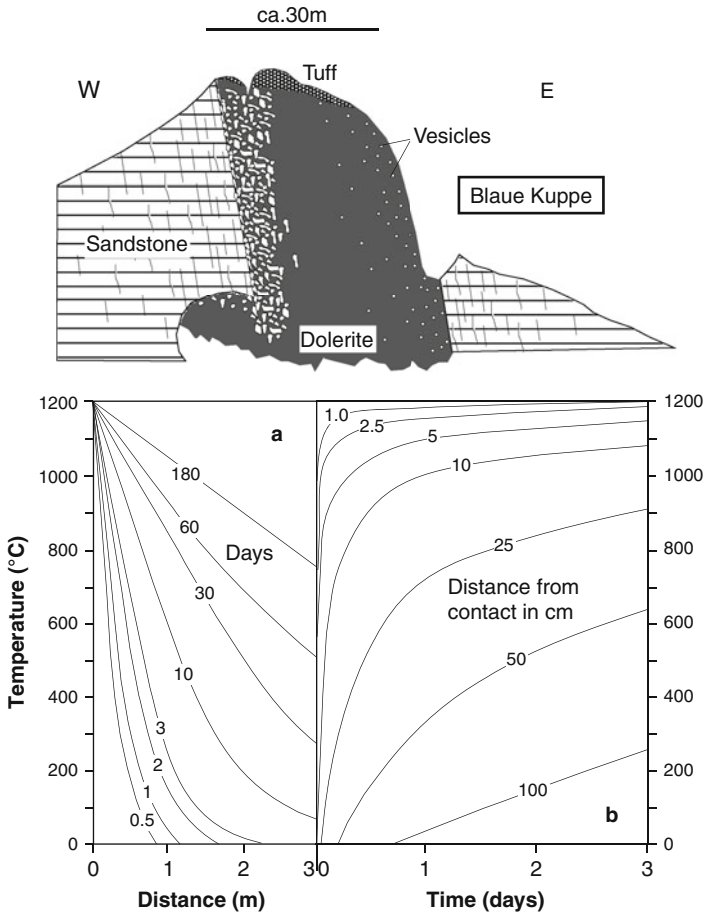 ca.30m
W
Tuff
E
Vesicles
Blaue Kuppe
Sandstone
Dolerite
Temperature (°C)
1200
1000
800
600
400
200
0
a
180
60
Days
30
10
3
2
1
0.5
0 1 2 3
Distance (m)
1.0
2.5
5
10
25
Distance from
contact in cm
50
100
b
0 1 2 3
Time (days)
1200
1000
800
600
400
200
0